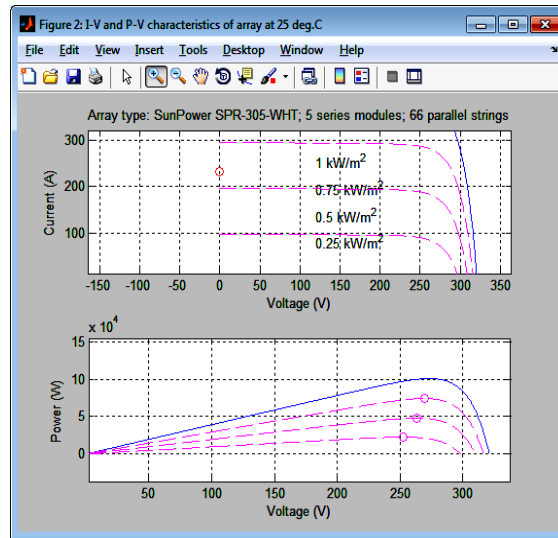 Figure 2: I-V and P-V characteristics of array at 25 deg.C
File Edit View Insert Tools Desktop Window Help
Array type: SunPower SPR-305-WHT; 5 series modules; 66 parallel strings
300
200
100
Current (A)
1 kW/m²
0.75 kW/m²
0.5 kW/m²
0.25 kW/m²
-150 -100 -50 0 50 100 150 200 250 300 350
Voltage (V)
x 10⁴
15
10
5
0
Power (W)
50 100 150 200 250 300
Voltage (V)